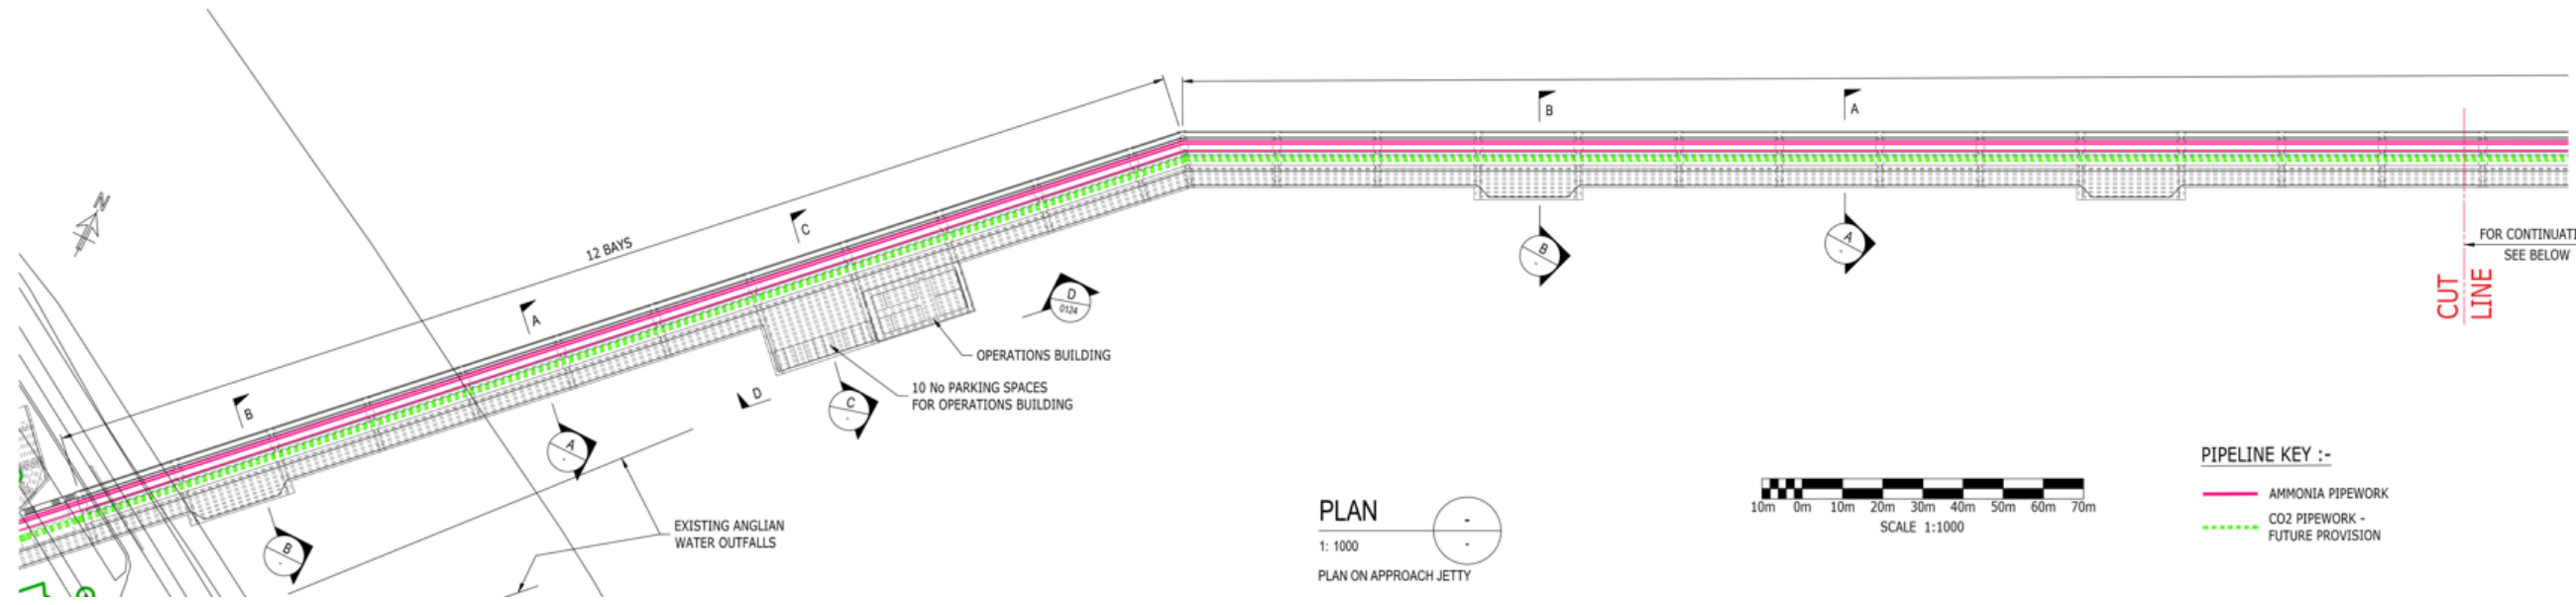 B
A
N
C
12 BAYS
A
B
A
FOR CONTINUATI
SEE BELOW
D
0124
CUT
LINE
A
OPERATIONS BUILDING
10 No PARKING SPACES
FOR OPERATIONS BUILDING
D
C
-
B
A
-
B
-
-
B
-
EXISTING ANGLIAN
WATER OUTFALLS
PLAN
-
-
1: 1000
PLAN ON APPROACH JETTY
10m 0m 10m 20m 30m 40m 50m 60m 70m
SCALE 1:1000
PIPELINE KEY :-
AMMONIA PIPEWORK
CO2 PIPEWORK -
FUTURE PROVISION